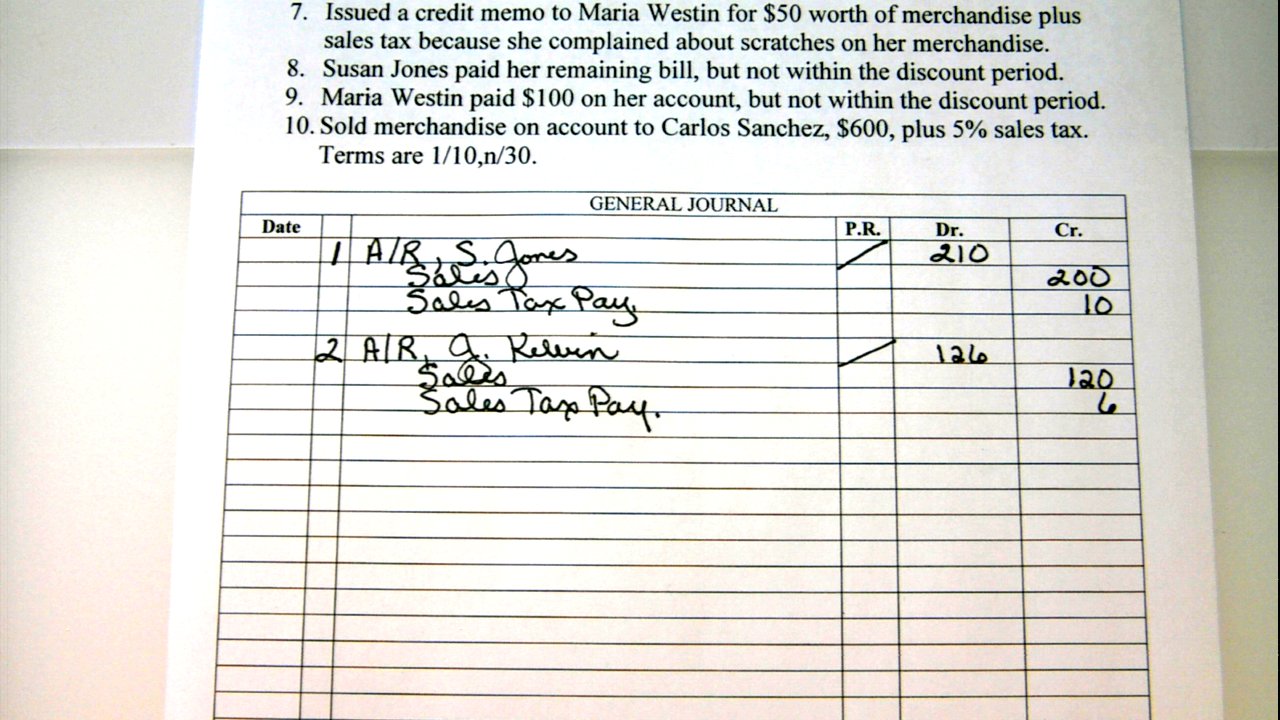 7. Issued a credit memo to Maria Westin for $50 worth of merchandise plus
sales tax because she complained about scratches on her merchandise.
8. Susan Jones paid her remaining bill, but not within the discount period.
9. Maria Westin paid $100 on her account, but not within the discount period.
10. Sold merchandise on account to Carlos Sanchez, $600, plus 5% sales tax.
Terms are 1/10,n/30.
GENERAL JOURNAL
Date P.R. Dr. Cr.
1 A/R, S. Jones 210
Sales 200
Sales Tax Pay. 10
2 A/R, J. Kelvin 126
Sales 120
Sales Tax Pay. 6